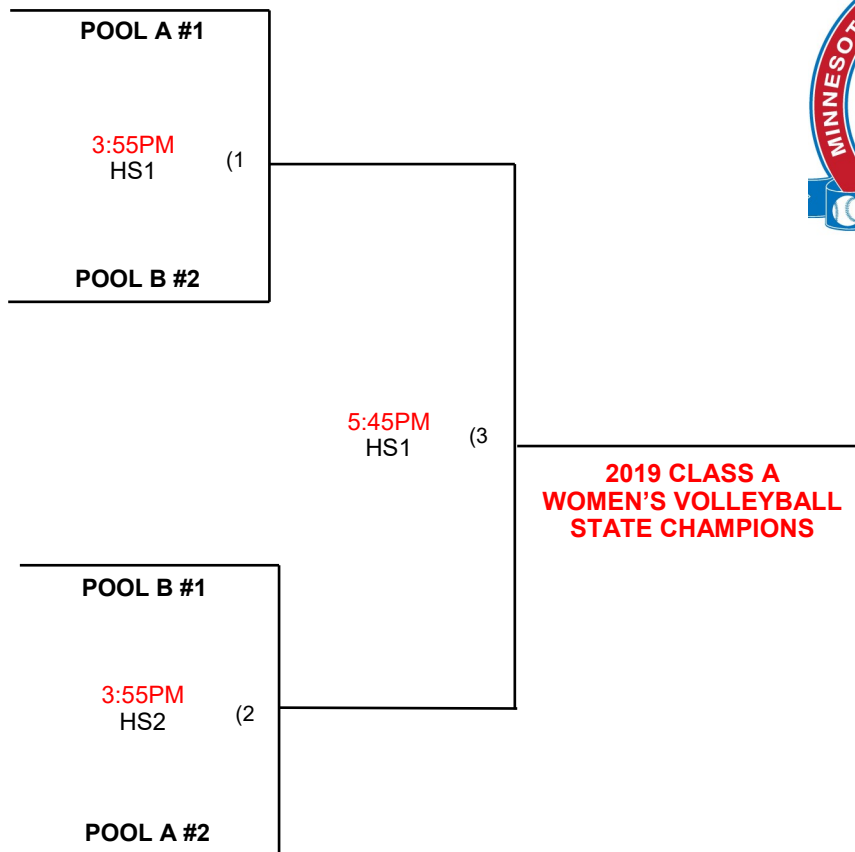 POOL A #1
3:55PM
HS1
(1
POOL B #2
5:45PM
HS1
(3
2019 CLASS A
WOMEN’S VOLLEYBALL
STATE CHAMPIONS
POOL B #1
3:55PM
HS2
(2
POOL A #2
MINNESOT